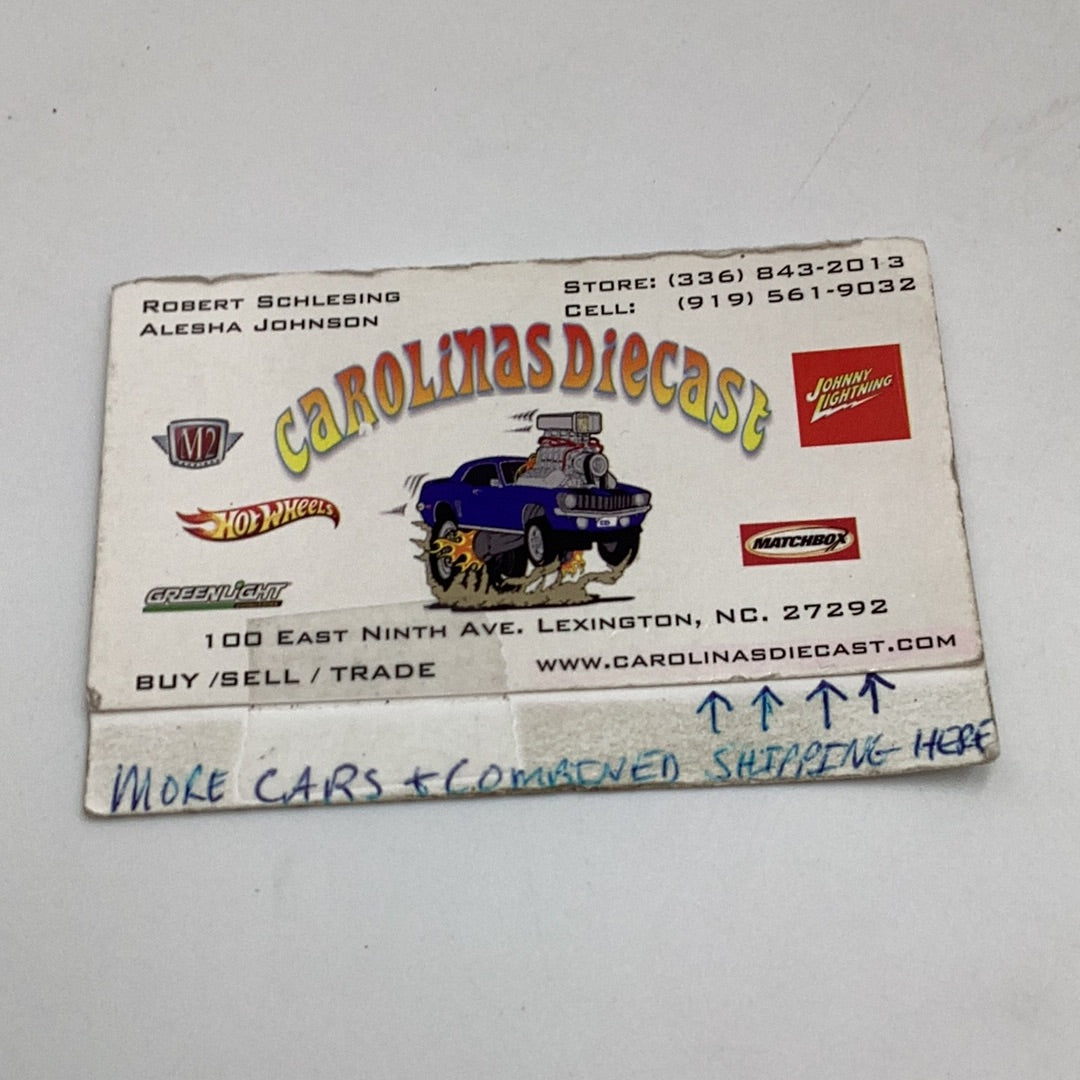 ROBERT SCHLESING
ALESHA JOHNSON
STORE: (336) 843-2013
CELL: (919) 561-9032
CAROLINAS DIECAST
M2
JOHNNY LIGHTNING
HOT WHEELS
MATCHBOX
GREENLIGHT
100 EAST NINTH AVE. LEXINGTON, NC. 27292
BUY /SELL / TRADE
WWW.CAROLINASDIECAST.COM
↑ ↑ ↑ ↑
MORE CARS + COMBINED SHIPPING HERE